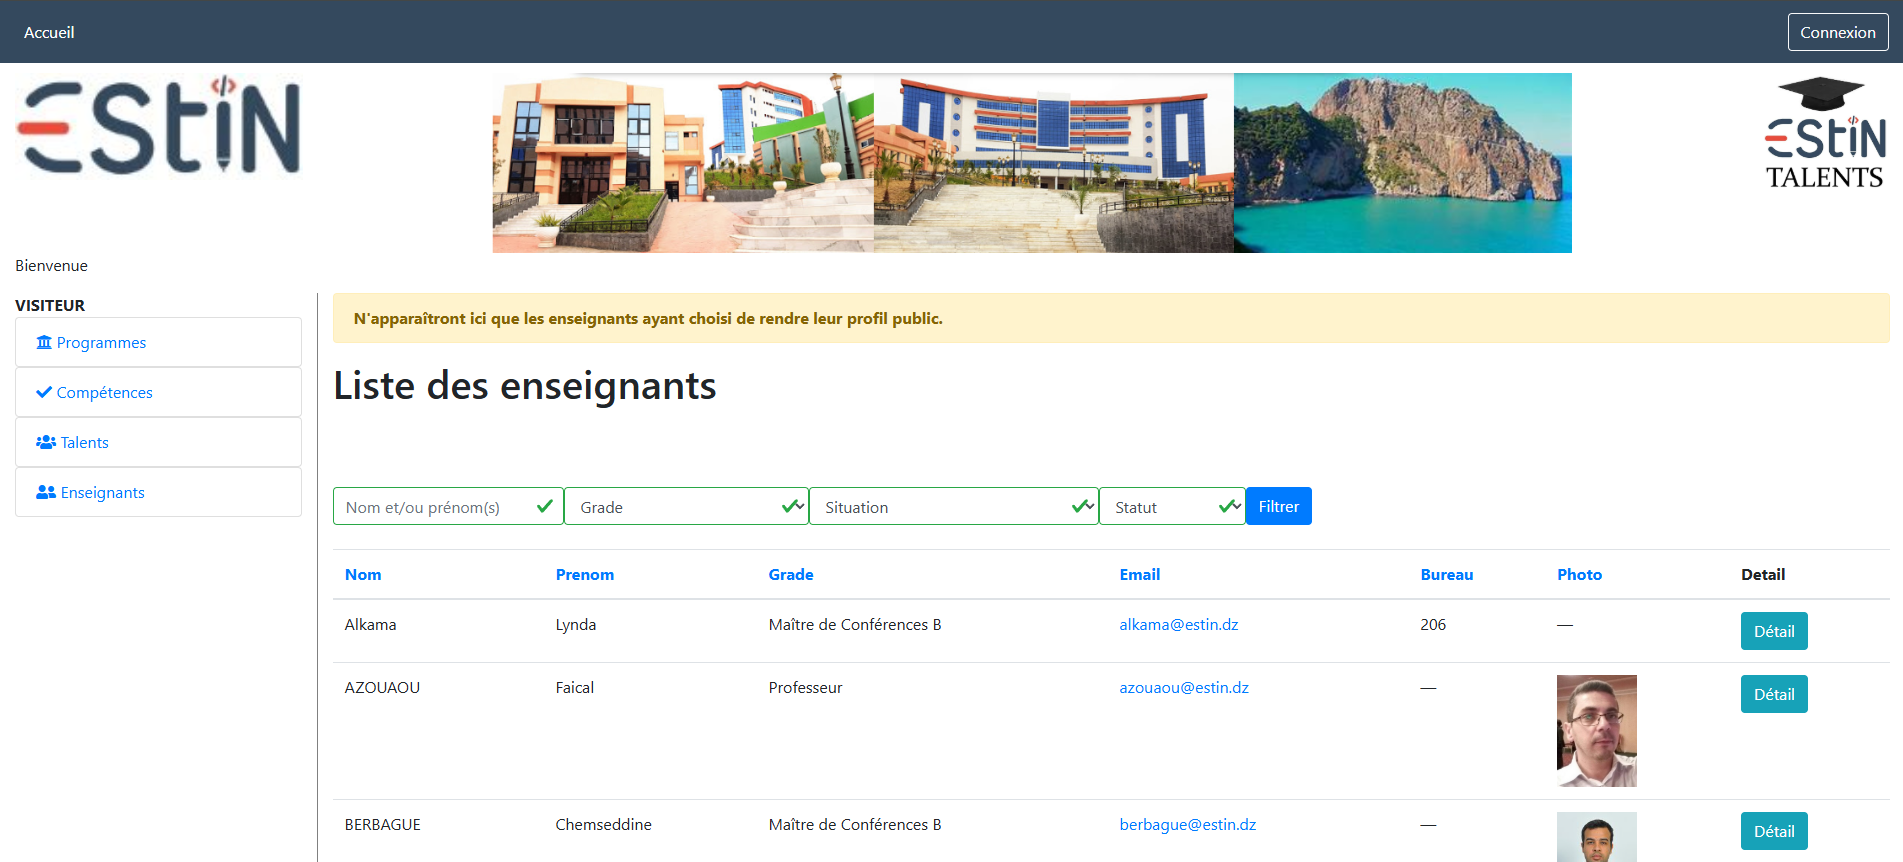 Accueil
Connexion
ESTIN
ESTIN
TALENTS
Bienvenue
VISITEUR
Programmes
Compétences
Talents
Enseignants
N'apparaîtront ici que les enseignants ayant choisi de rendre leur profil public.
Liste des enseignants
Nom et/ou prénom(s) Grade Situation Statut Filtrer
Nom Prenom Grade Email Bureau Photo Detail
Alkama Lynda Maître de Conférences B alkama@estin.dz 206 — Détail
AZOUAOU Faical Professeur azouaou@estin.dz — Détail
BERBAGUE Chemseddine Maître de Conférences B berbague@estin.dz — Détail